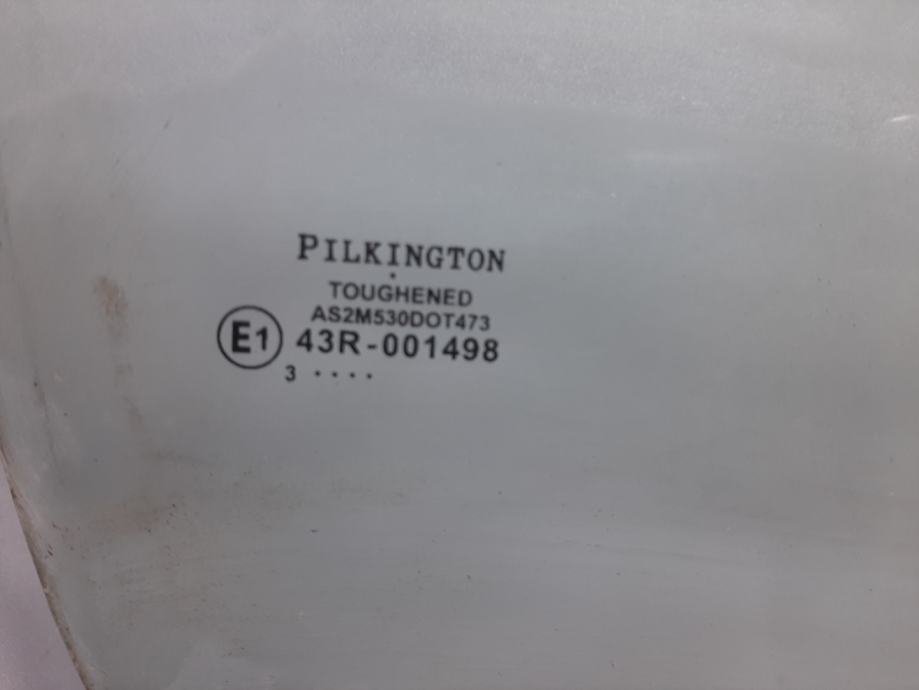 PILKINGTON
TOUGHENED
AS2M530DOT473
E1 43R-001498
3 ····